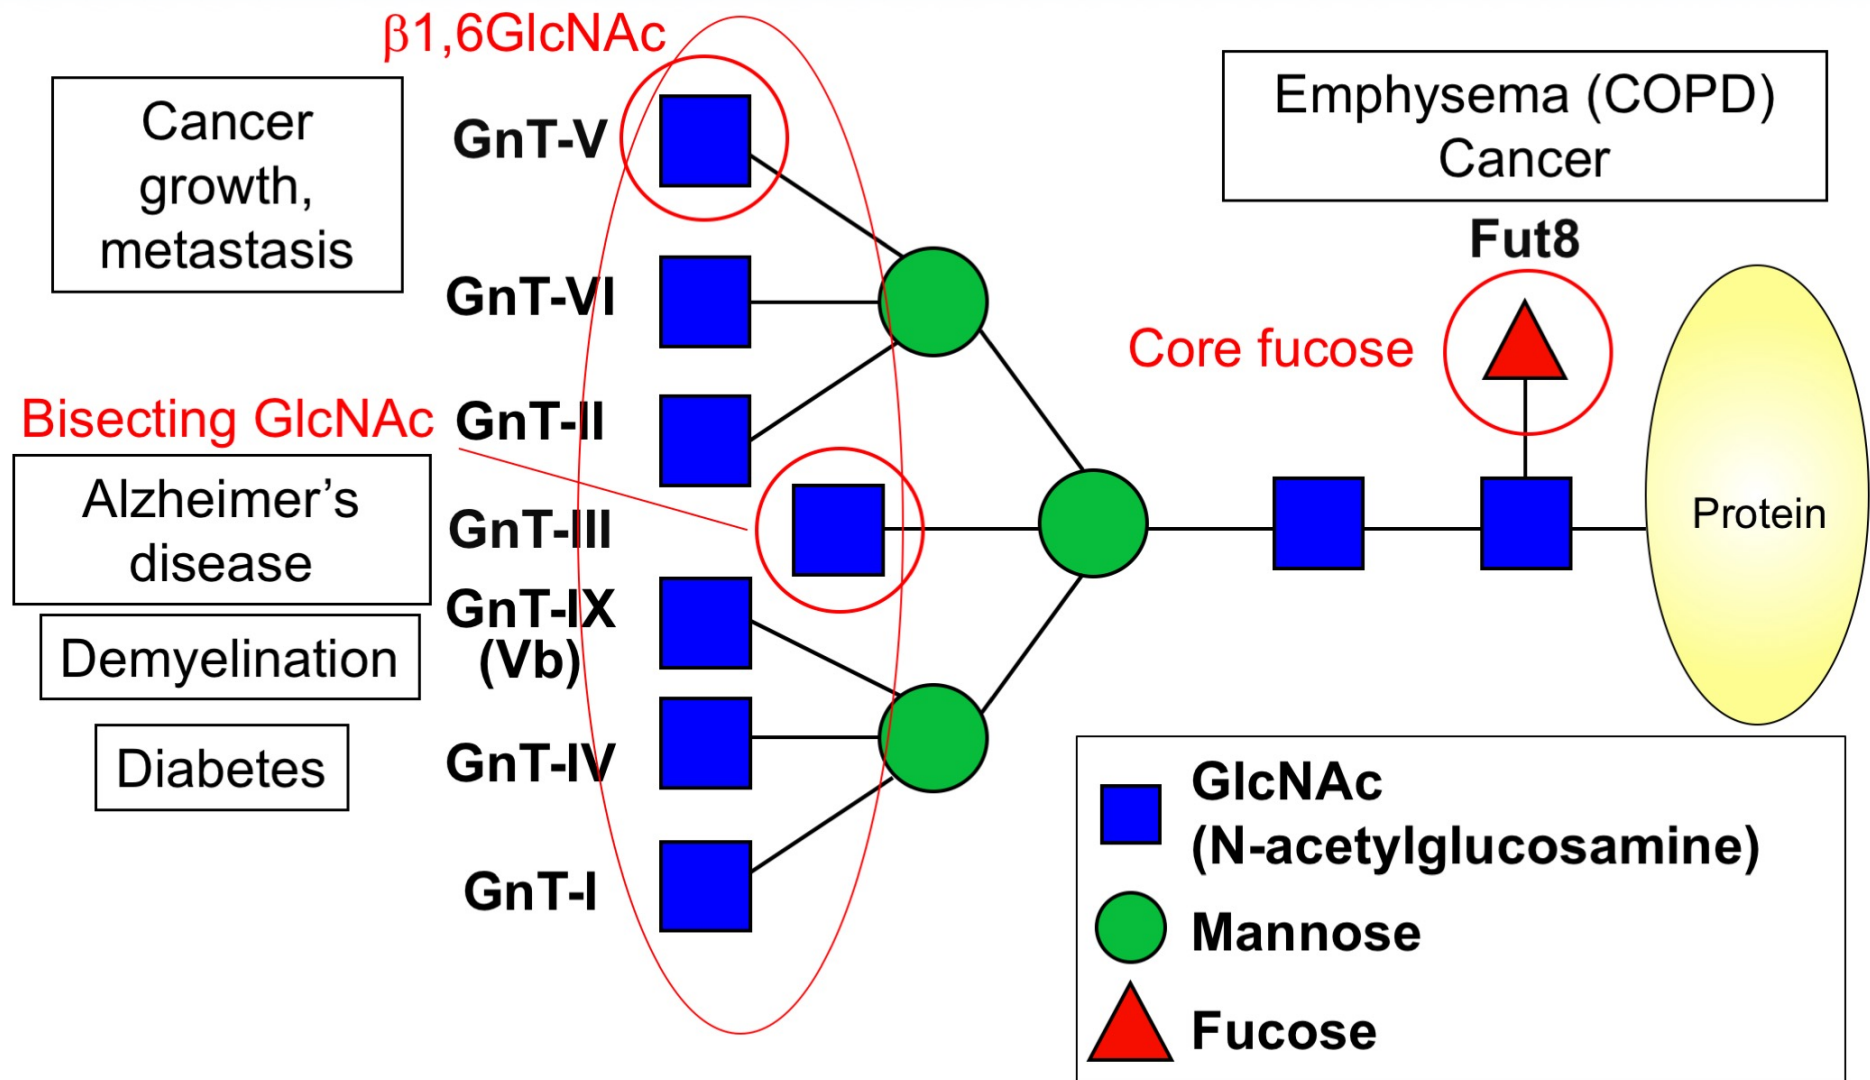 β1,6GlcNAc
Cancer
growth,
metastasis
GnT-V
GnT-VI
Bisecting GlcNAc
GnT-II
Alzheimer’s
disease
GnT-III
Demyelination
GnT-IX
(Vb)
Diabetes
GnT-IV
GnT-I
Emphysema (COPD)
Cancer
Fut8
Core fucose
Protein
GlcNAc
(N-acetylglucosamine)
Mannose
Fucose